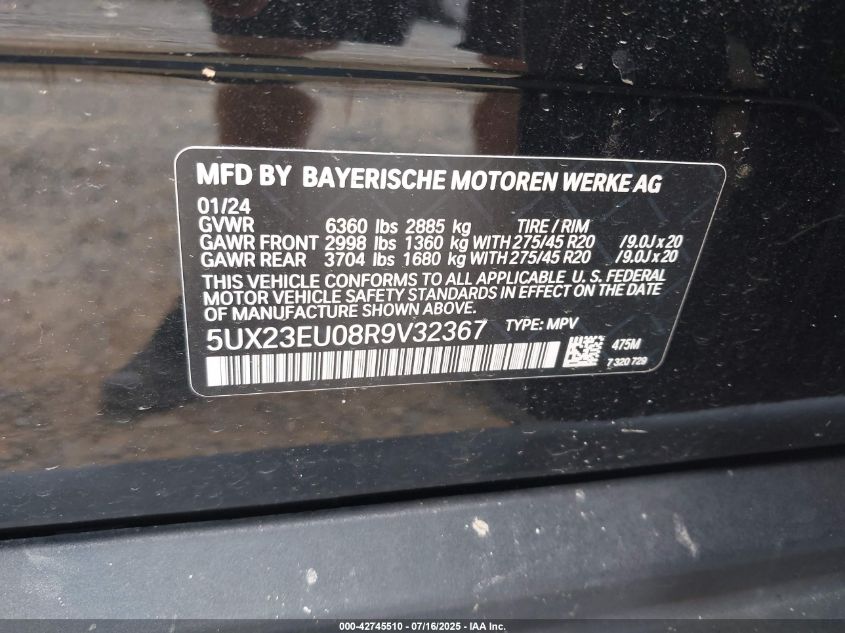 MFD BY BAYERISCHE MOTOREN WERKE AG
01/24
GVWR 6360 lbs 2885 kg TIRE / RIM
GAWR FRONT 2998 lbs 1360 kg WITH 275/45 R20 / 9.0J x 20
GAWR REAR 3704 lbs 1680 kg WITH 275/45 R20 / 9.0J x 20
THIS VEHICLE CONFORMS TO ALL APPLICABLE U. S. FEDERAL
MOTOR VEHICLE SAFETY STANDARDS IN EFFECT ON THE DATE
OF MANUFACTURE SHOWN ABOVE.
5UX23EU08R9V32367 TYPE: MPV
475M
7 320 729
000-42745510 - 07/16/2025 - IAA Inc.